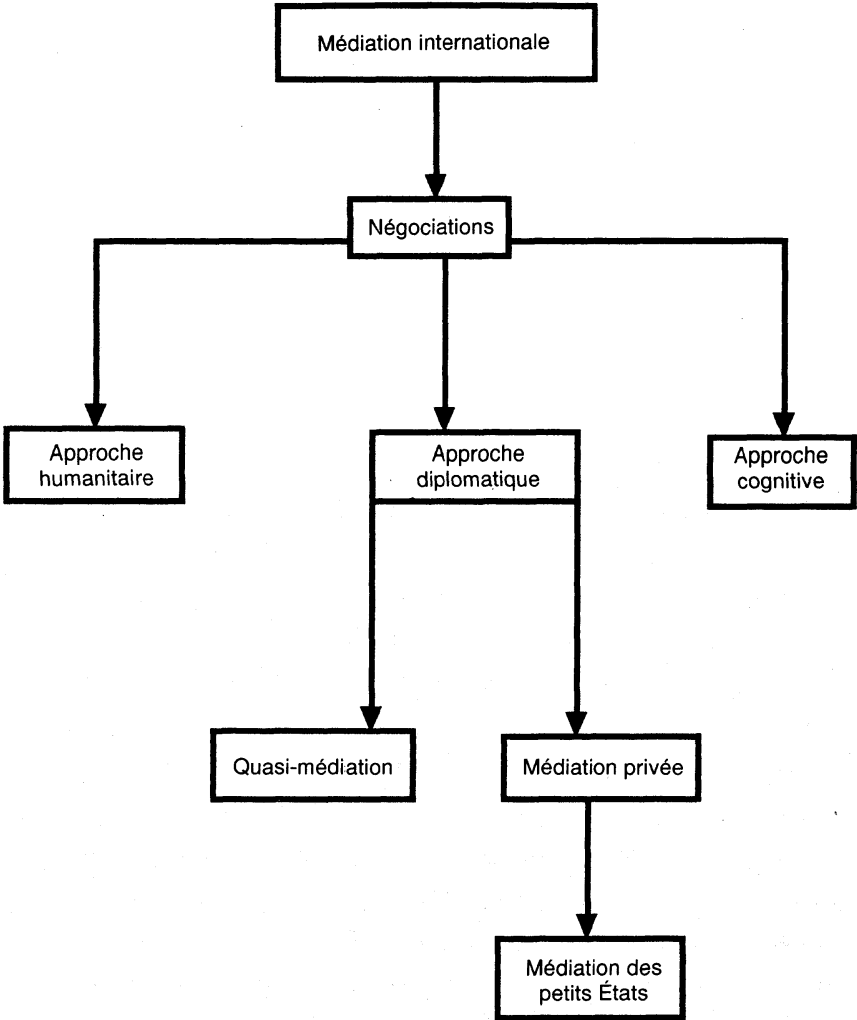 Médiation internationale
Négociations
Approche
humanitaire
Approche
diplomatique
Approche
cognitive
Quasi-médiation
Médiation privée
Médiation des
petits États